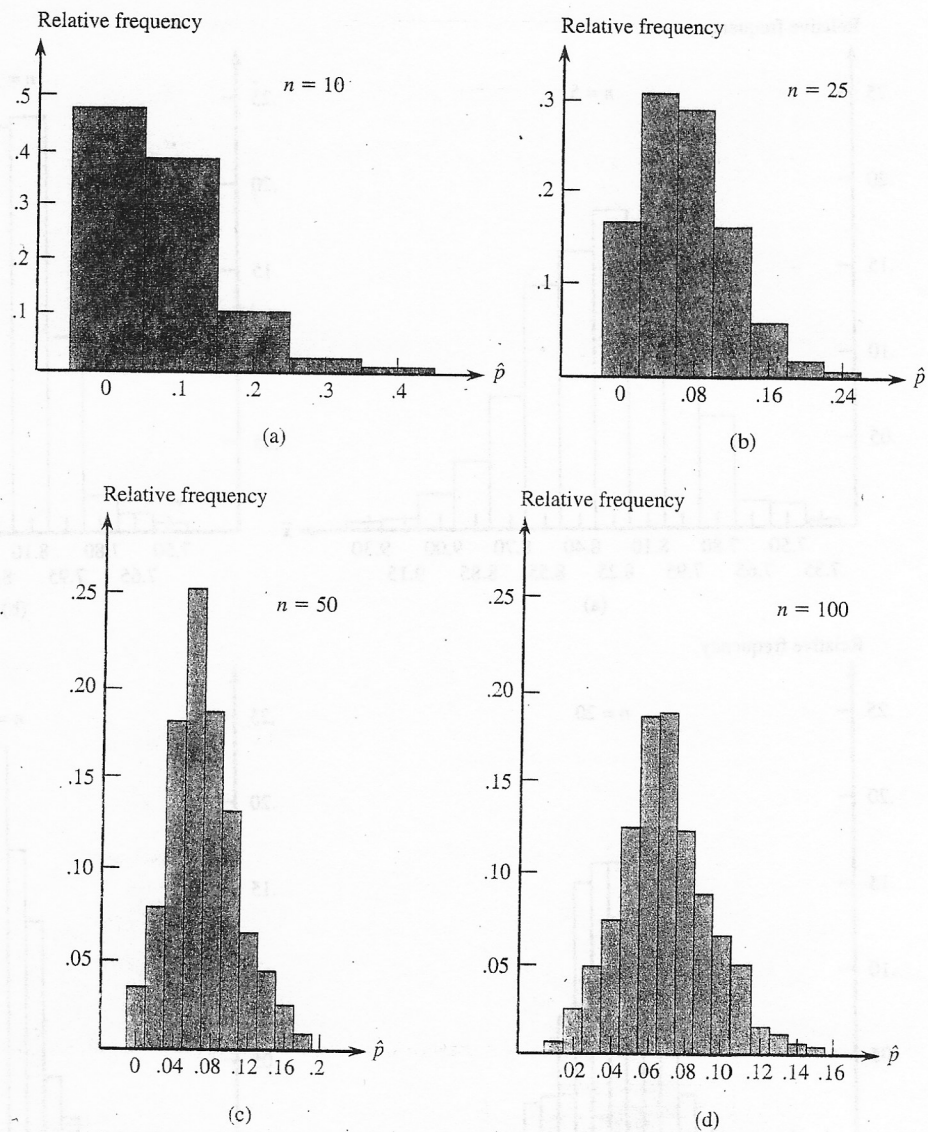 Relative frequency
n = 10
.5
.4
.3
.2
.1
0 .1 .2 .3 .4 p̂
(a)
Relative frequency
n = 25
.3
.2
.1
0 .08 .16 .24 p̂
(b)
Relative frequency
n = 50
.25
.20
.15
.10
.05
0 .04 .08 .12 .16 .2 p̂
(c)
Relative frequency
n = 100
.25
.20
.15
.10
.05
.02 .04 .06 .08 .10 .12 .14 .16 p̂
(d)